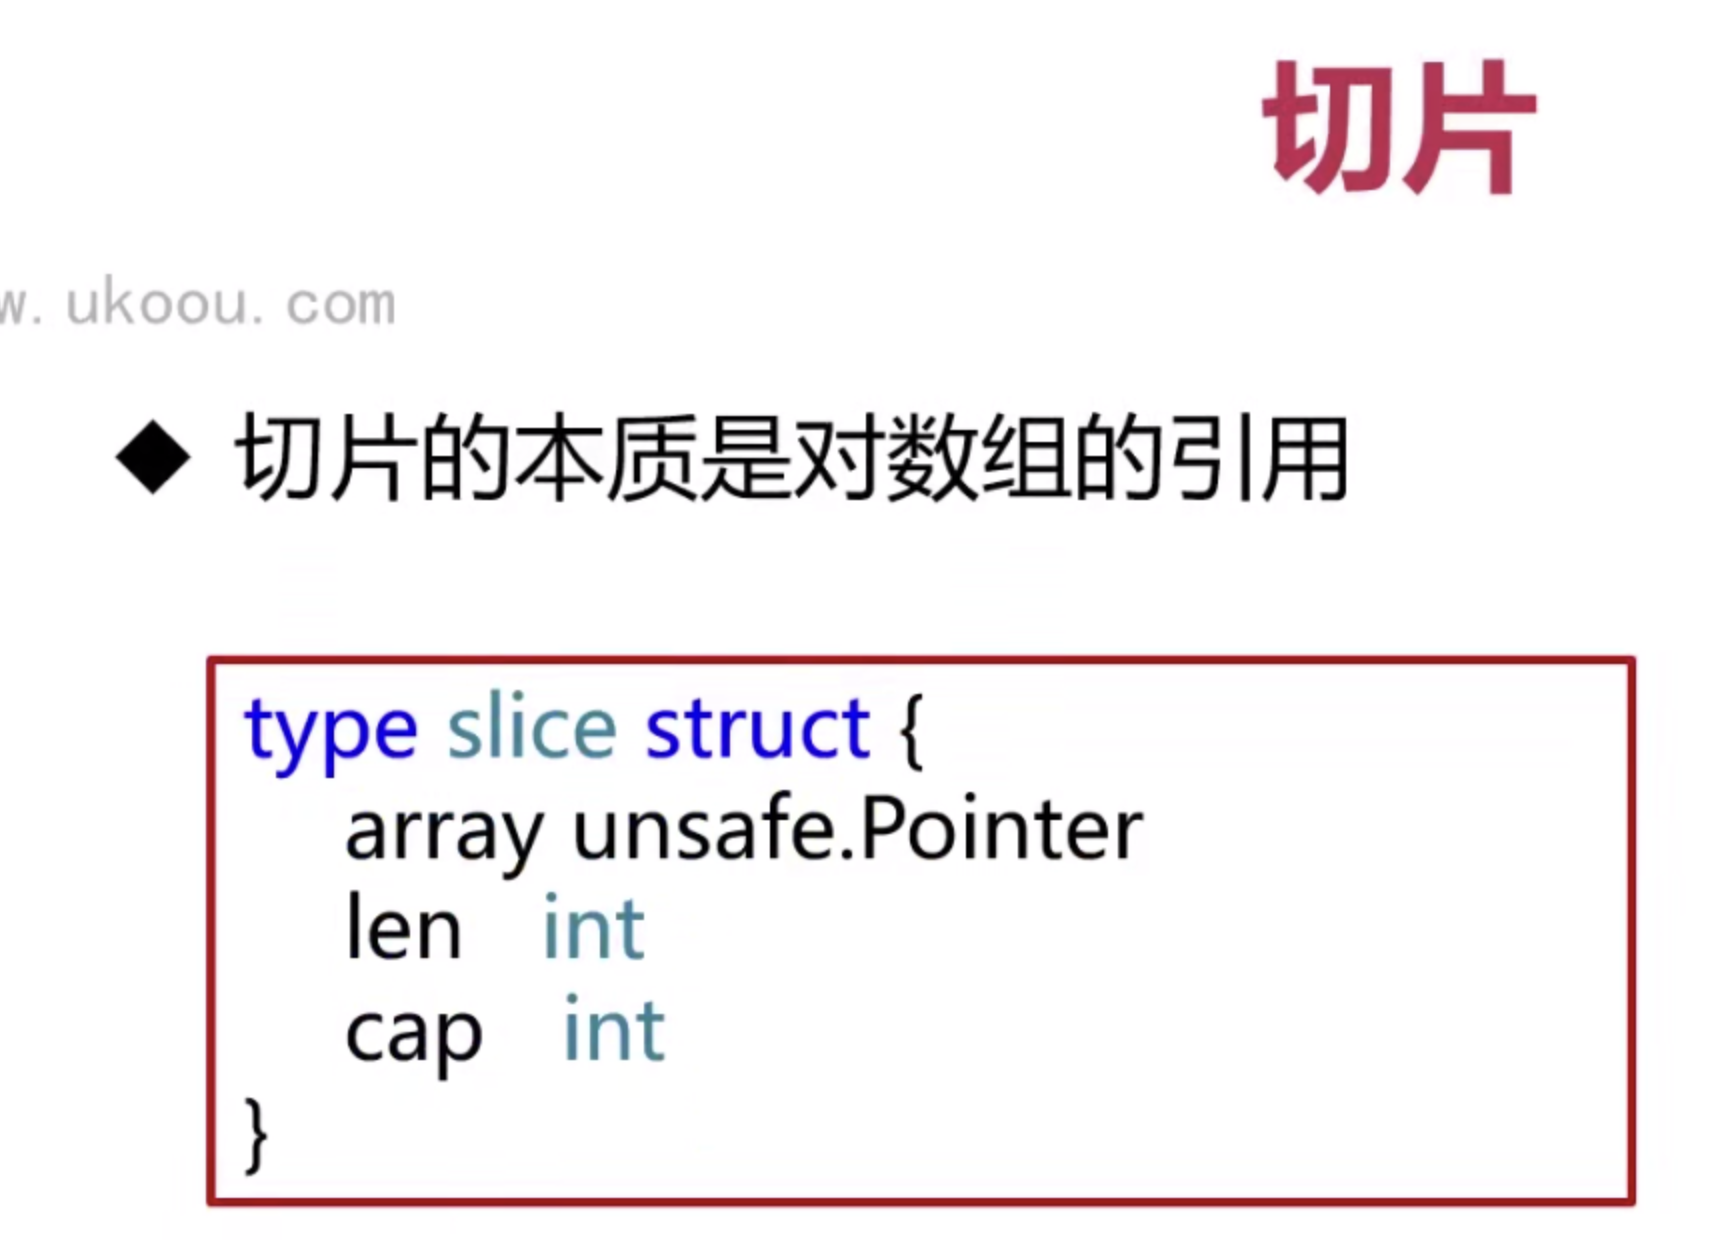 切片
w. ukoou. com
◆ 切片的本质是对数组的引用
type slice struct {
array unsafe.Pointer
len int
cap int
}